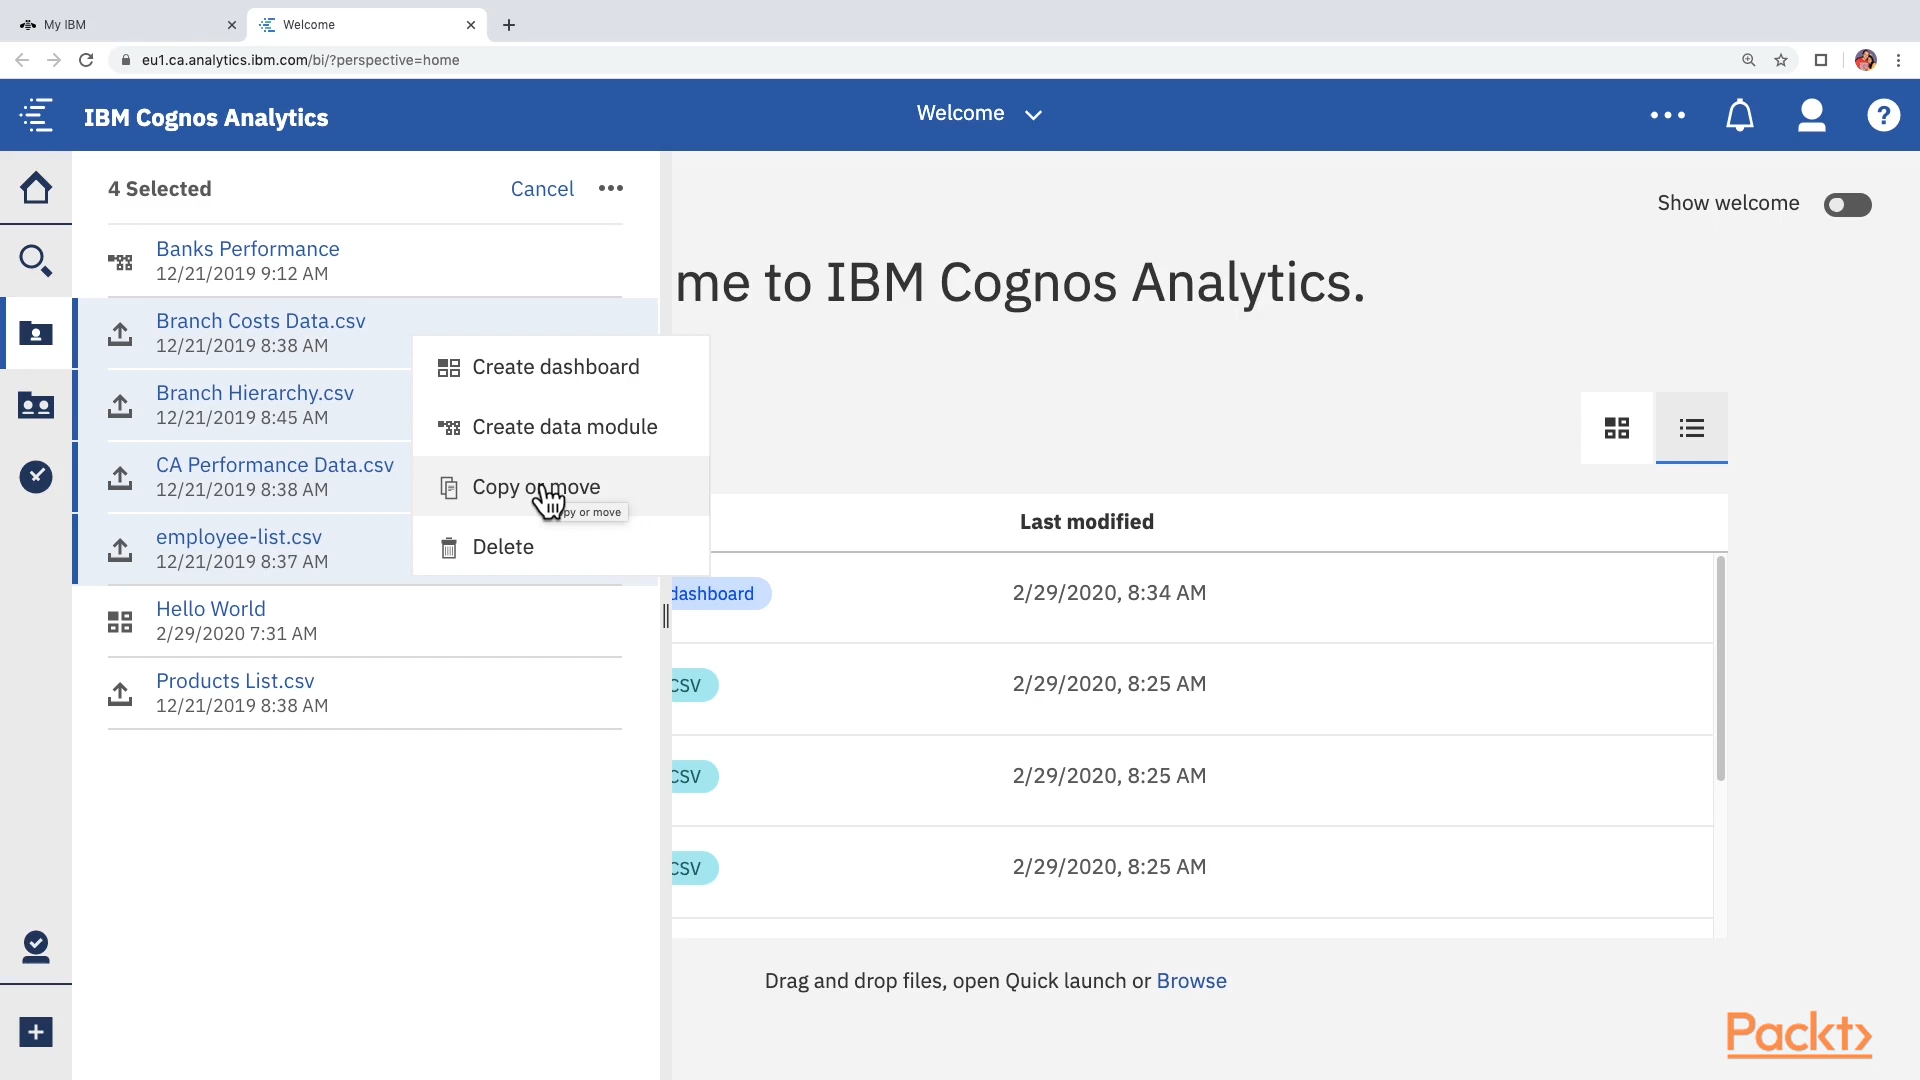 My IBM
Welcome
eu1.ca.analytics.ibm.com/bi/?perspective=home
IBM Cognos Analytics
Welcome
4 Selected
Cancel
Show welcome
Banks Performance
12/21/2019 9:12 AM
me to IBM Cognos Analytics.
Branch Costs Data.csv
12/21/2019 8:38 AM
Create dashboard
Branch Hierarchy.csv
12/21/2019 8:45 AM
Create data module
CA Performance Data.csv
12/21/2019 8:38 AM
Copy or move
py or move
Last modified
employee-list.csv
12/21/2019 8:37 AM
Delete
dashboard
2/29/2020, 8:34 AM
Hello World
2/29/2020 7:31 AM
Products List.csv
12/21/2019 8:38 AM
CSV
2/29/2020, 8:25 AM
CSV
2/29/2020, 8:25 AM
CSV
2/29/2020, 8:25 AM
Drag and drop files, open Quick launch or Browse
Packt>